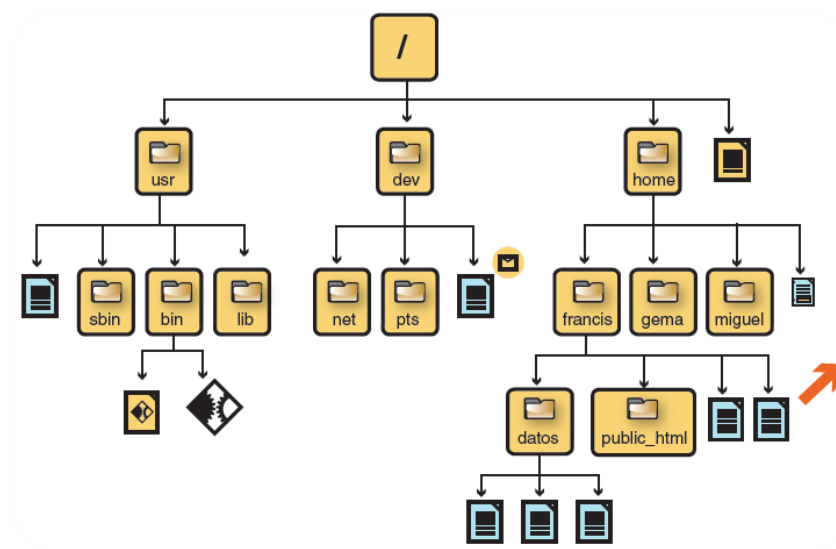 /
usr
dev
home
sbin
bin
lib
net
pts
francis
gema
miguel
datos
public_html